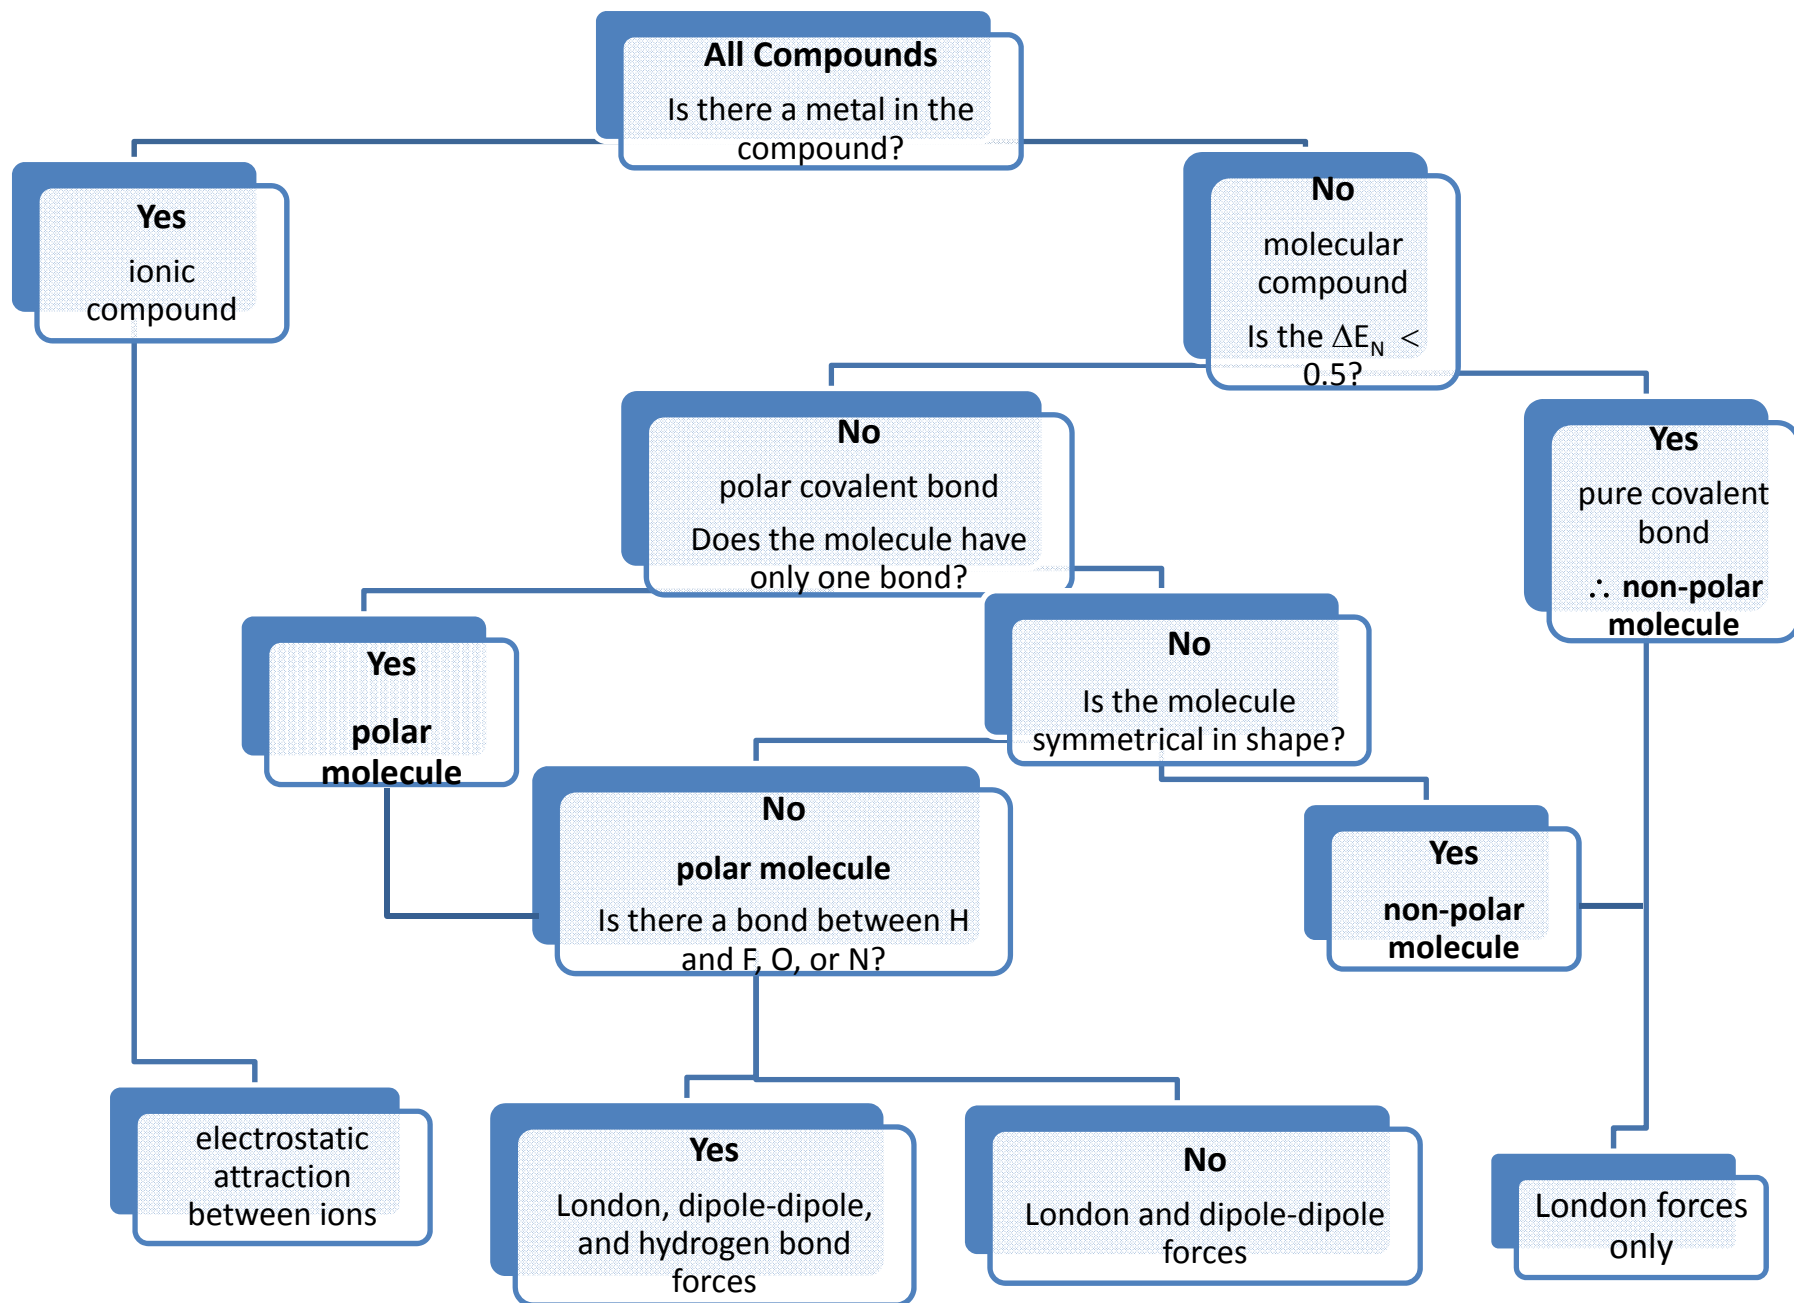 All Compounds
Is there a metal in the
compound?
Yes
ionic
compound
No
molecular
compound
Is the ΔE_N <
0.5?
No
polar covalent bond
Does the molecule have
only one bond?
Yes
pure covalent
bond
∴ non-polar
molecule
Yes
polar
molecule
No
Is the molecule
symmetrical in shape?
No
polar molecule
Is there a bond between H
and F, O, or N?
Yes
non-polar
molecule
electrostatic
attraction
between ions
Yes
London, dipole-dipole,
and hydrogen bond
forces
No
London and dipole-dipole
forces
London forces
only